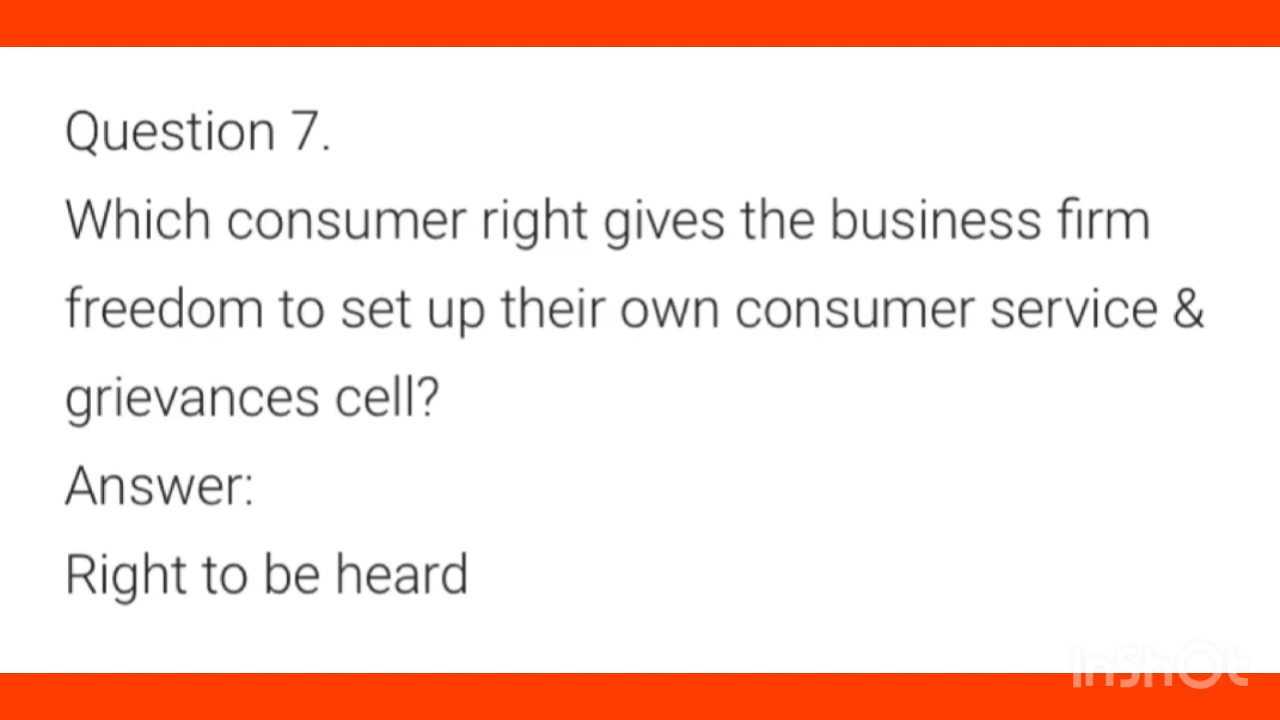 Question 7.
Which consumer right gives the business firm
freedom to set up their own consumer service &
grievances cell?
Answer:
Right to be heard
InShOt